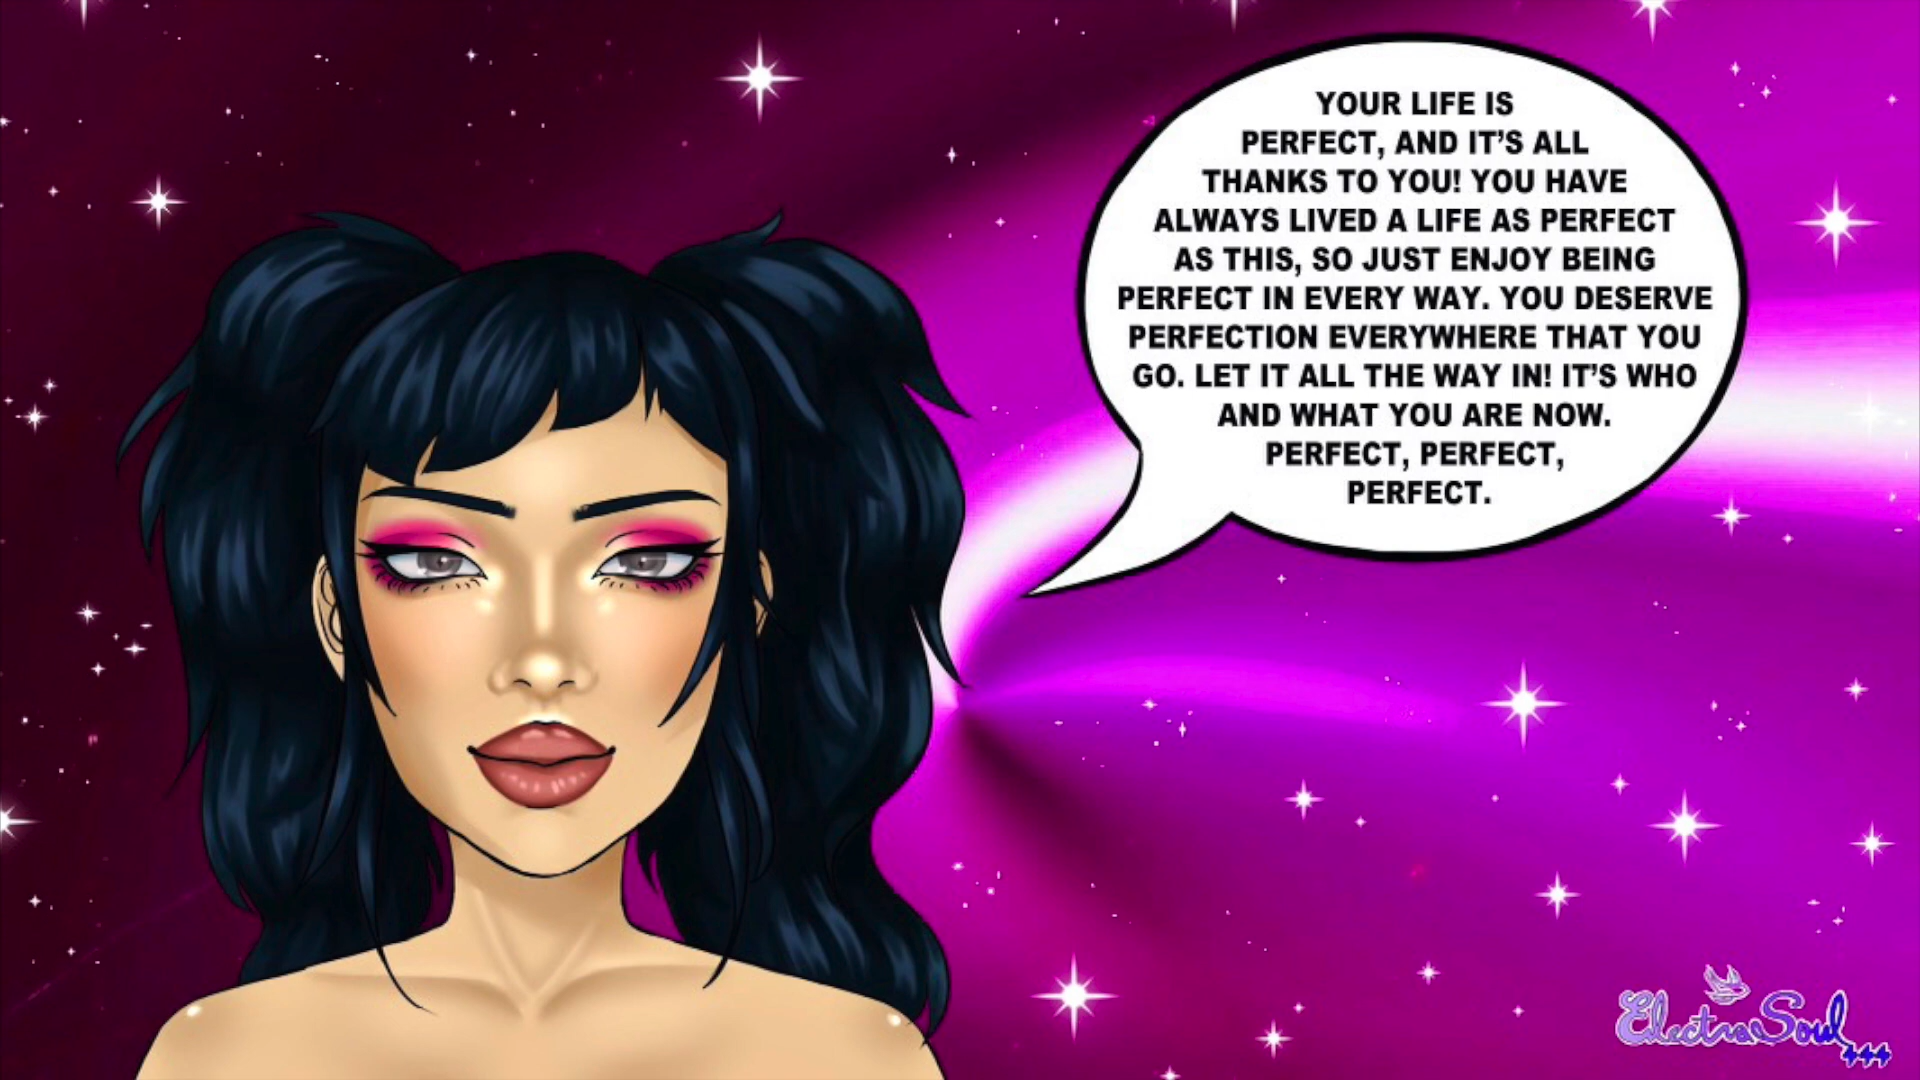 YOUR LIFE IS
PERFECT, AND IT'S ALL
THANKS TO YOU! YOU HAVE
ALWAYS LIVED A LIFE AS PERFECT
AS THIS, SO JUST ENJOY BEING
PERFECT IN EVERY WAY. YOU DESERVE
PERFECTION EVERYWHERE THAT YOU
GO. LET IT ALL THE WAY IN! IT'S WHO
AND WHAT YOU ARE NOW.
PERFECT, PERFECT,
PERFECT.
ElectraSoul
444